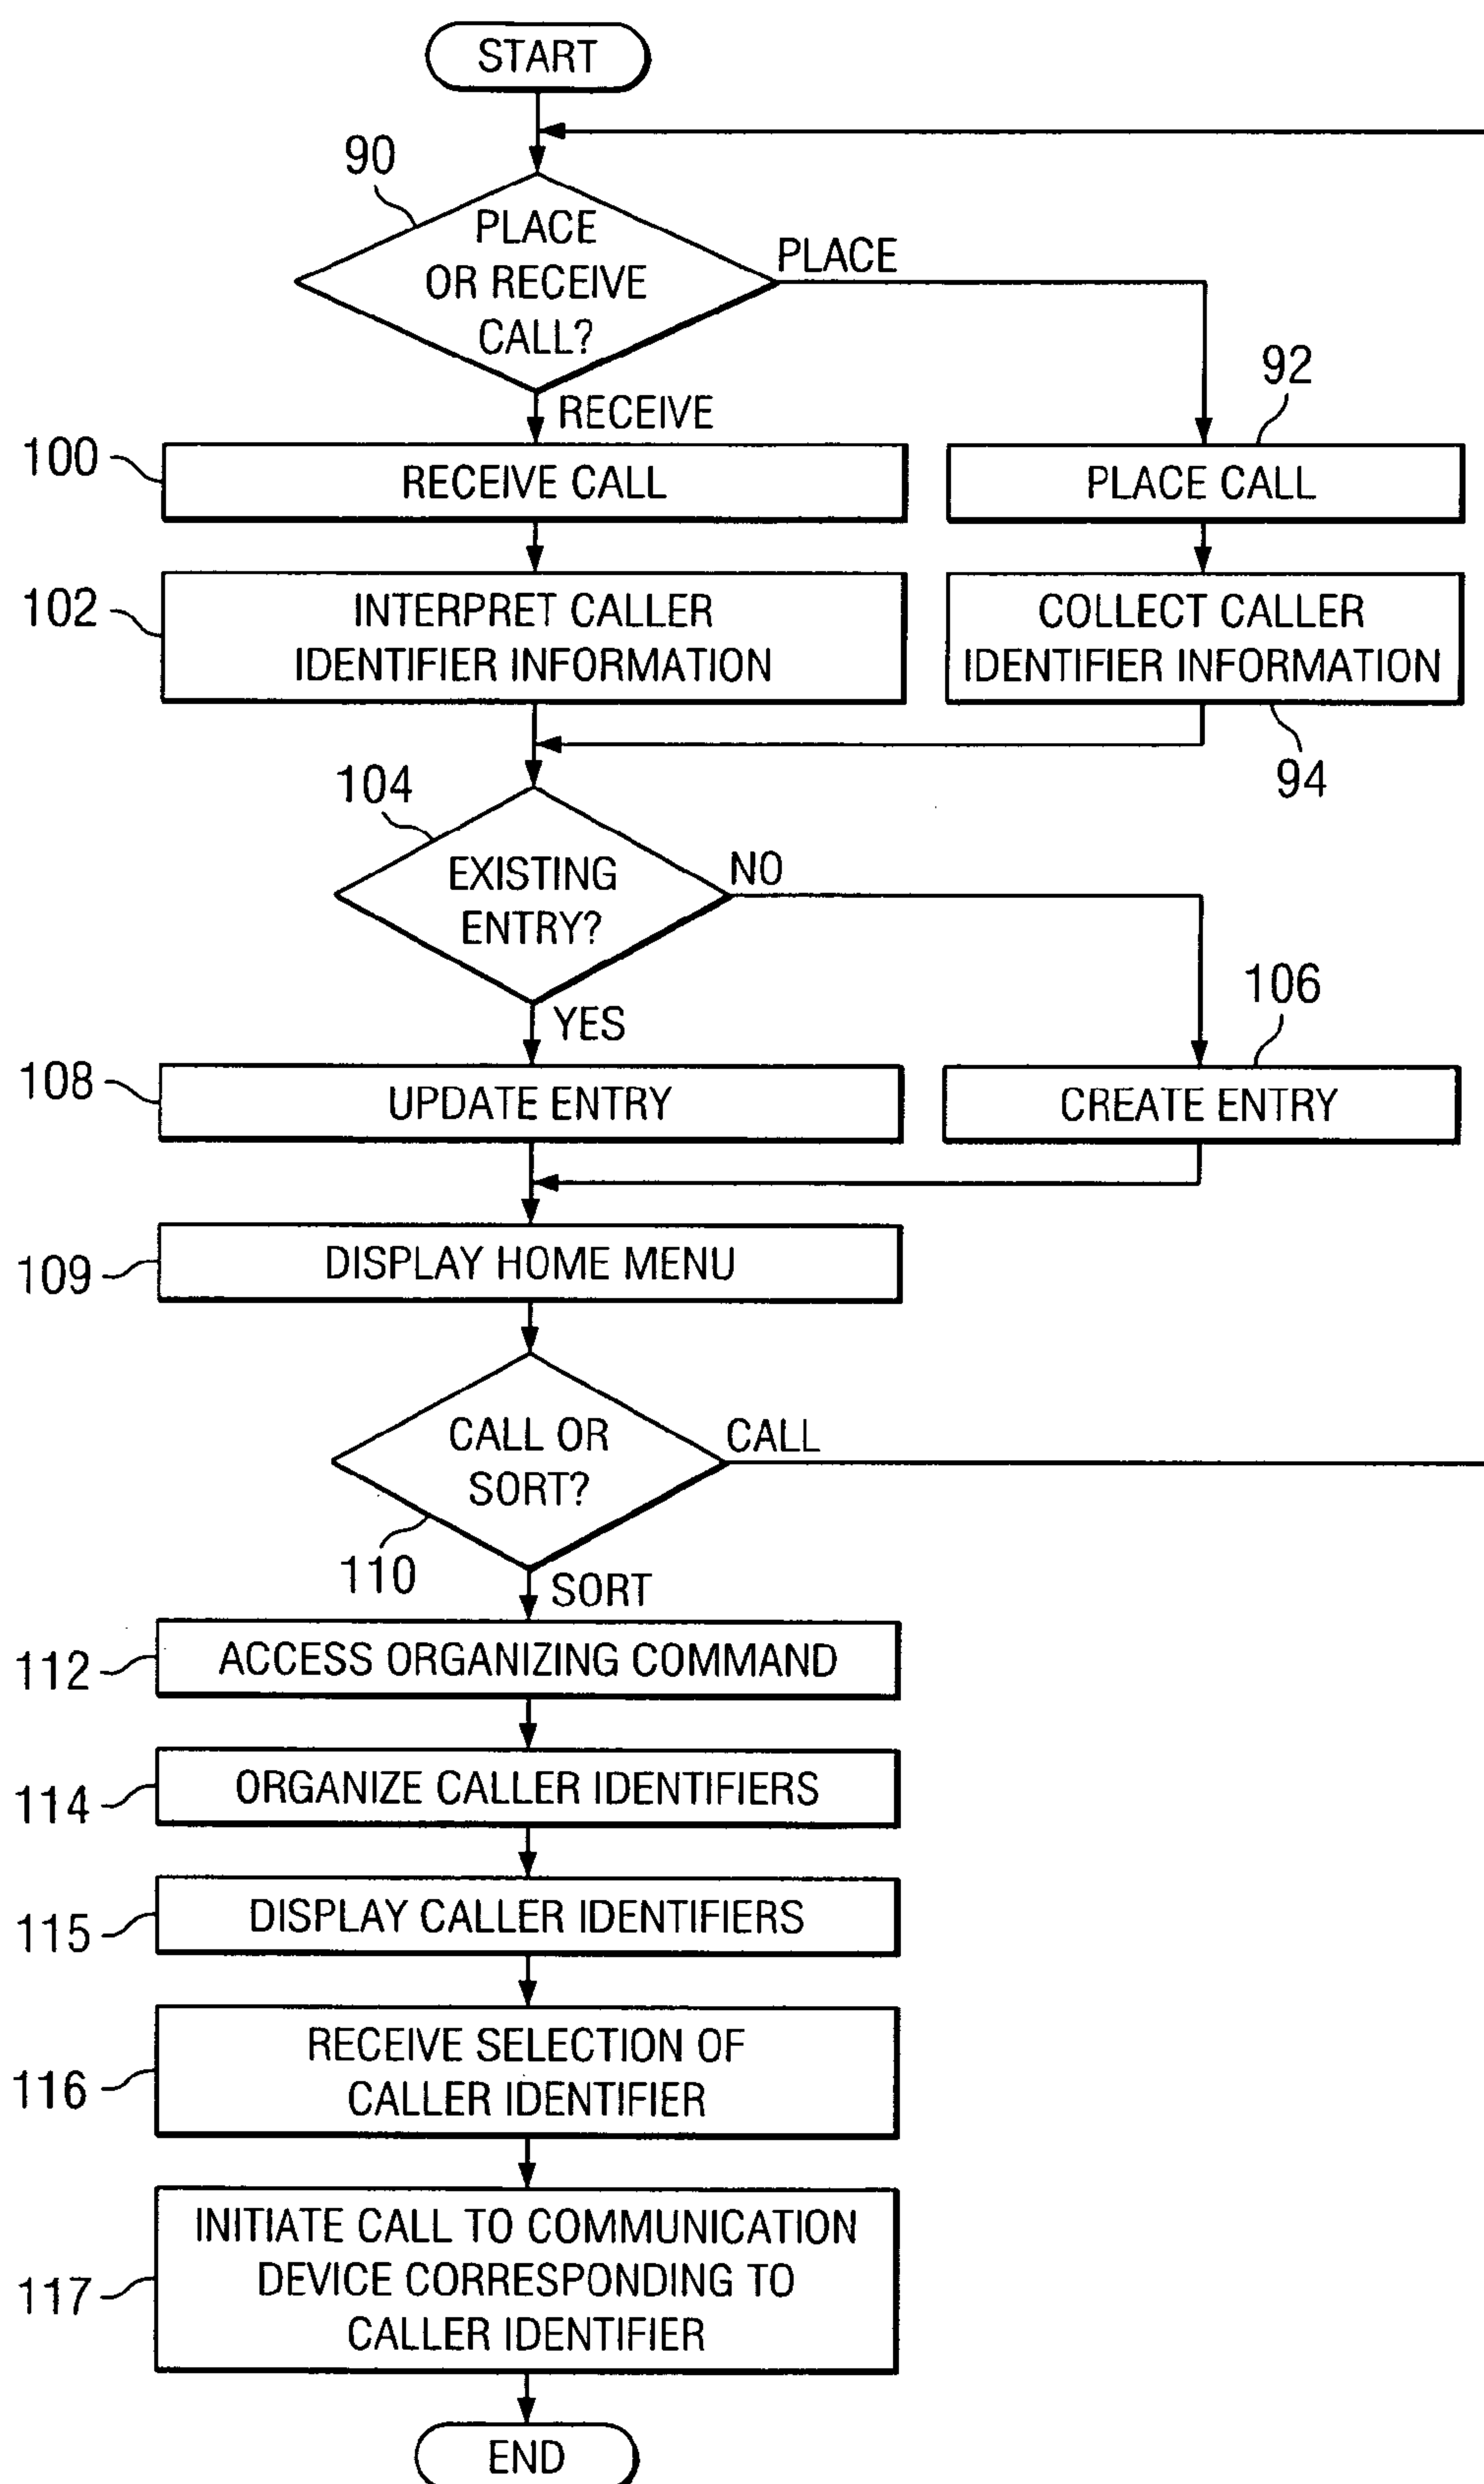 START
90
PLACE
OR RECEIVE
CALL?
PLACE
RECEIVE
92
100
RECEIVE CALL
PLACE CALL
102
INTERPRET CALLER
IDENTIFIER INFORMATION
COLLECT CALLER
IDENTIFIER INFORMATION
94
104
EXISTING
ENTRY?
NO
YES
106
108
UPDATE ENTRY
CREATE ENTRY
109
DISPLAY HOME MENU
CALL OR
SORT?
CALL
110
SORT
112
ACCESS ORGANIZING COMMAND
114
ORGANIZE CALLER IDENTIFIERS
115
DISPLAY CALLER IDENTIFIERS
116
RECEIVE SELECTION OF
CALLER IDENTIFIER
117
INITIATE CALL TO COMMUNICATION
DEVICE CORRESPONDING TO
CALLER IDENTIFIER
END